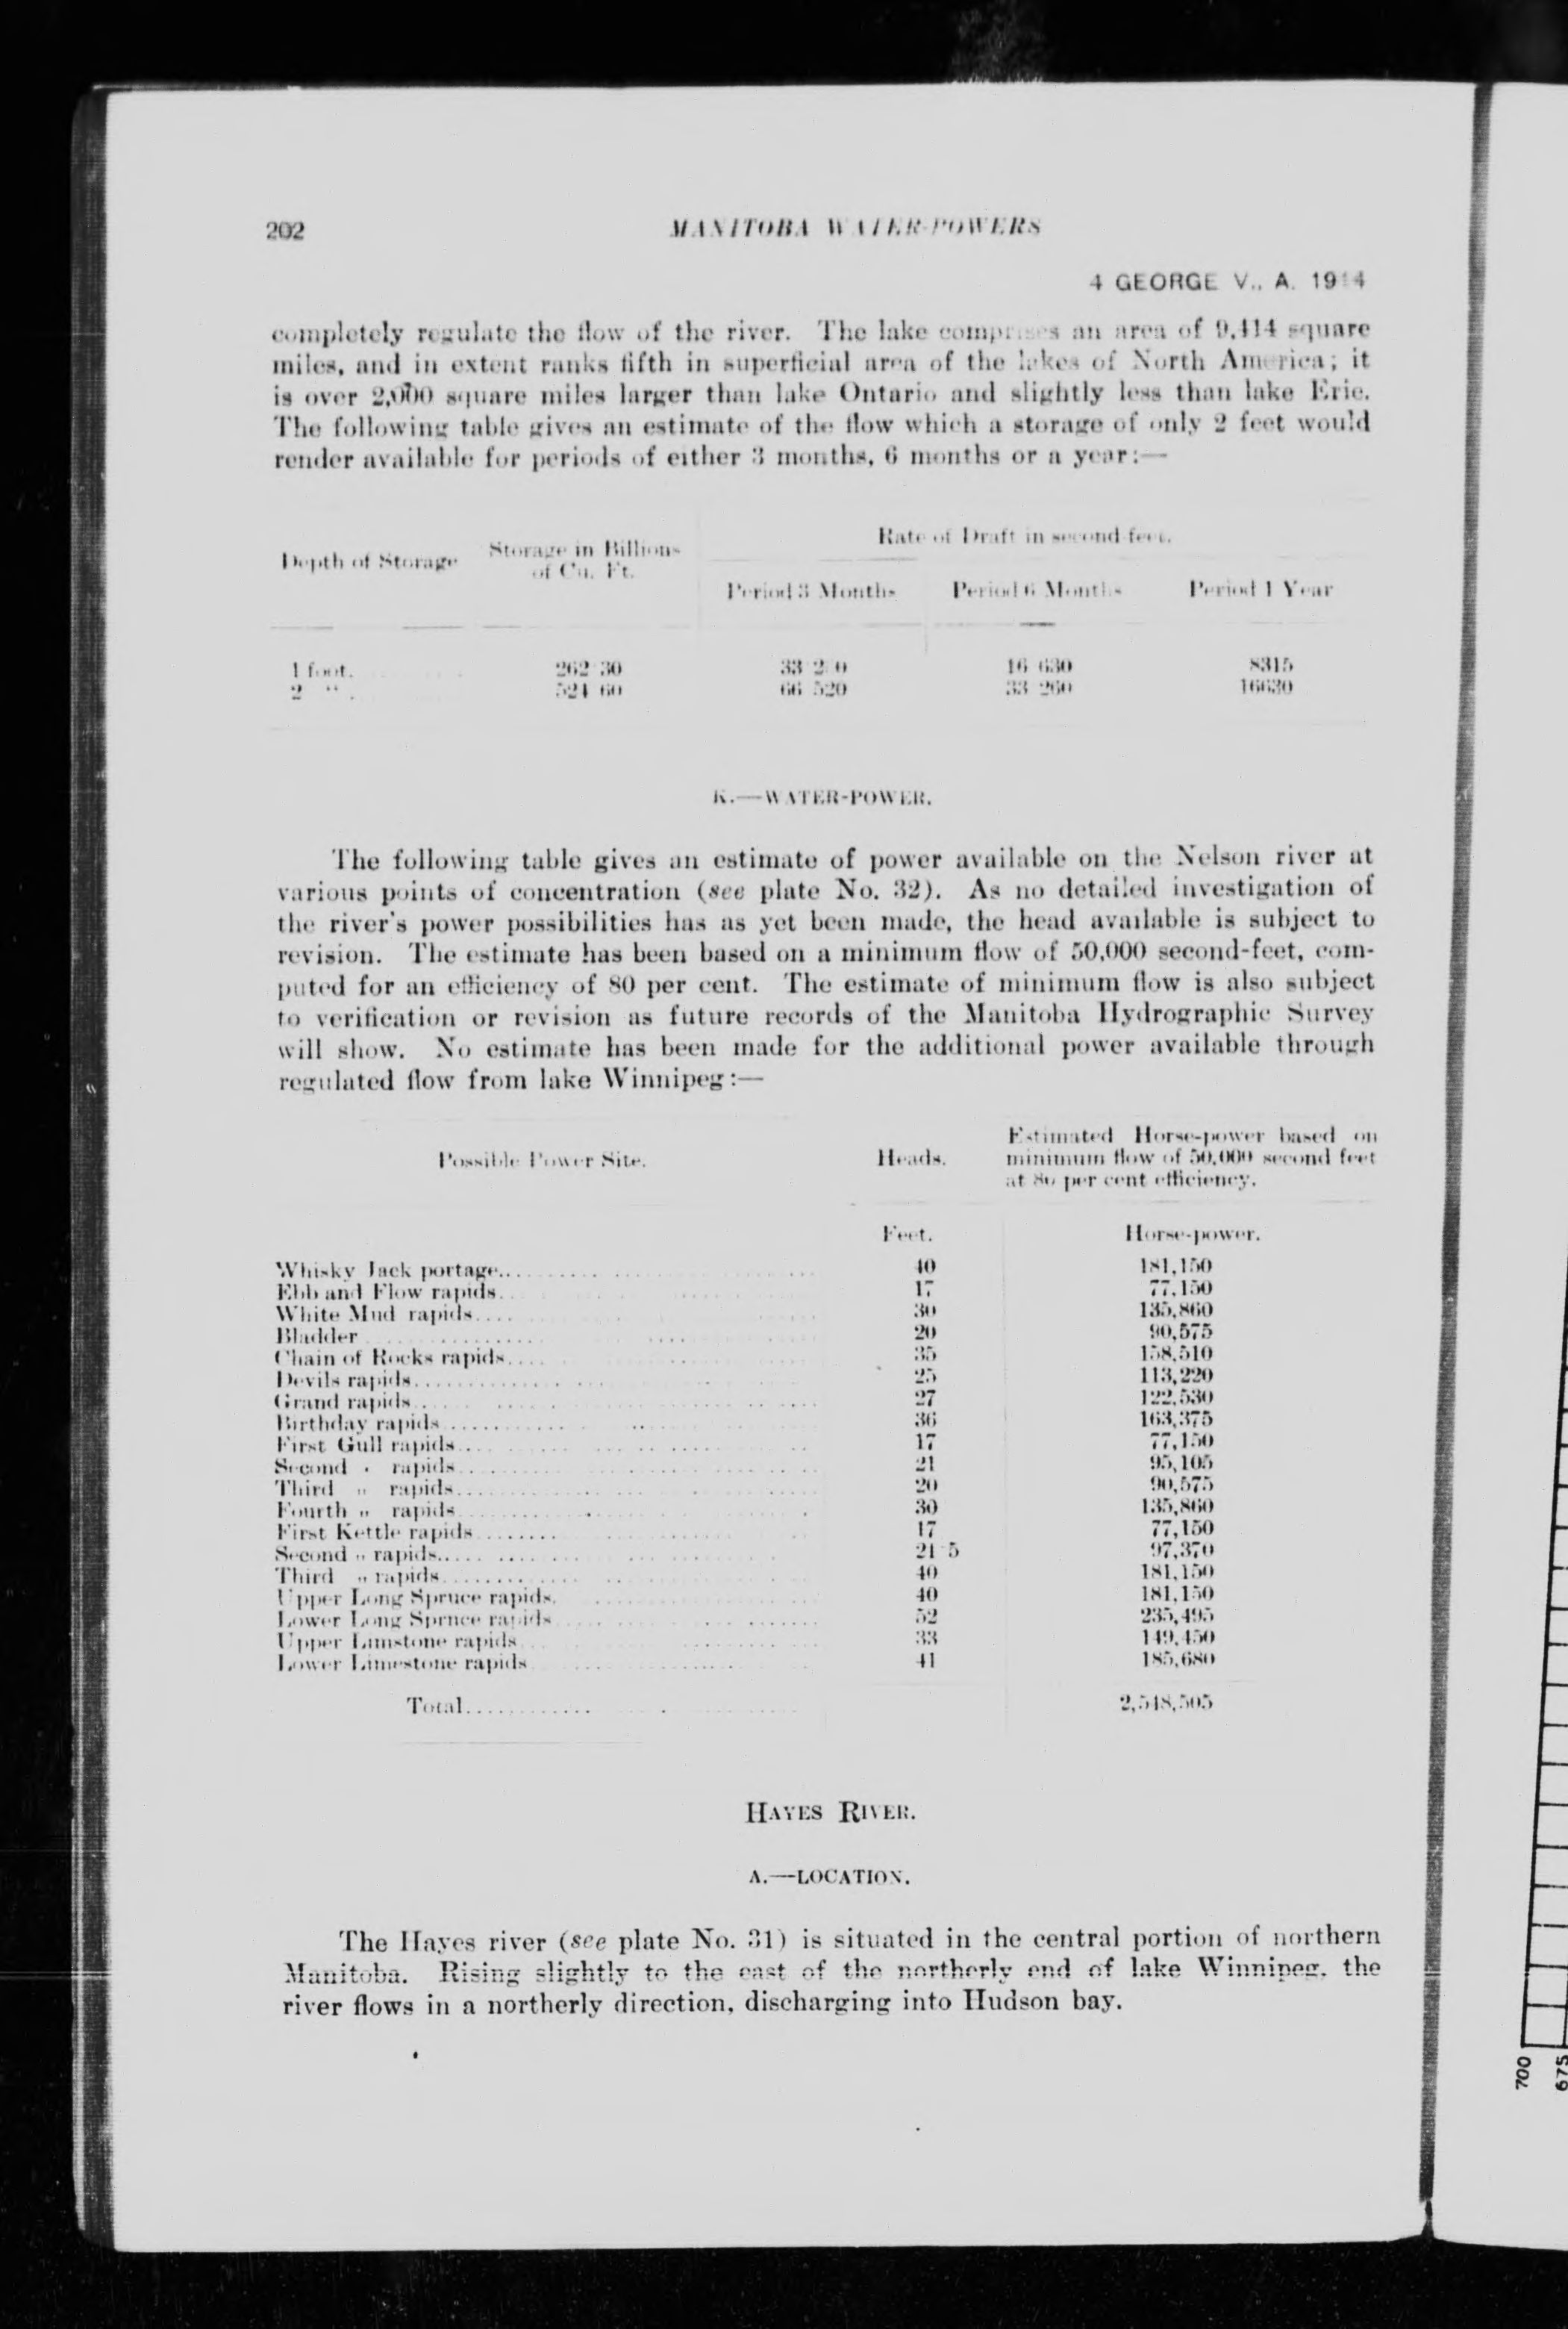 202 MANITOBA WATER-POWERS
4 GEORGE V., A. 1914
completely regulate the flow of the river. The lake comprises an area of 9,414 square
miles, and in extent ranks fifth in superficial area of the lakes of North America; it
is over 2,000 square miles larger than lake Ontario and slightly less than lake Erie.
The following table gives an estimate of the flow which a storage of only 2 feet would
render available for periods of either 3 months, 6 months or a year:—
Rate of Draft in second-feet.
Depth of Storage Storage in Billions
of Cu. Ft.
Period 3 Months Period 6 Months Period 1 Year
1 foot. 262 30 16 630 8315
2 " . 524 60 66 520 33 260 16630
K.—WATER-POWER.
The following table gives an estimate of power available on the Nelson river at
various points of concentration (see plate No. 32). As no detailed investigation of
the river's power possibilities has as yet been made, the head available is subject to
revision. The estimate has been based on a minimum flow of 50,000 second-feet, com-
puted for an efficiency of 80 per cent. The estimate of minimum flow is also subject
to verification or revision as future records of the Manitoba Hydrographic Survey
will show. No estimate has been made for the additional power available through
regulated flow from lake Winnipeg:—
Possible Power Site. Heads. Estimated Horse-power based on
minimum flow of 50,000 second feet
at 80 per cent efficiency.
Feet. Horse-power.
Whisky Jack portage 40 181,150
Ebb and Flow rapids 17 77,150
White Mud rapids 30 135,860
Bladder 20 90,575
Chain of Rocks rapids 35 158,510
Devils rapids 25 113,220
Grand rapids 27 122,530
Birthday rapids 36 163,375
First Gull rapids 17 77,150
Second " rapids 21 95,105
Third " rapids 20 90,575
Fourth " rapids 30 135,860
First Kettle rapids 17 77,150
Second " rapids 21 5 97,370
Third " rapids 40 181,150
Upper Long Spruce rapids 40 181,150
Lower Long Spruce rapids 52 235,495
Upper Limstone rapids 33 149,450
Lower Limestone rapids 41 185,680
Total 2,548,505
HAYES RIVER.
A.—LOCATION.
The Hayes river (see plate No. 31) is situated in the central portion of northern
Manitoba. Rising slightly to the east of the northerly end of lake Winnipeg, the
river flows in a northerly direction, discharging into Hudson bay.
700
675